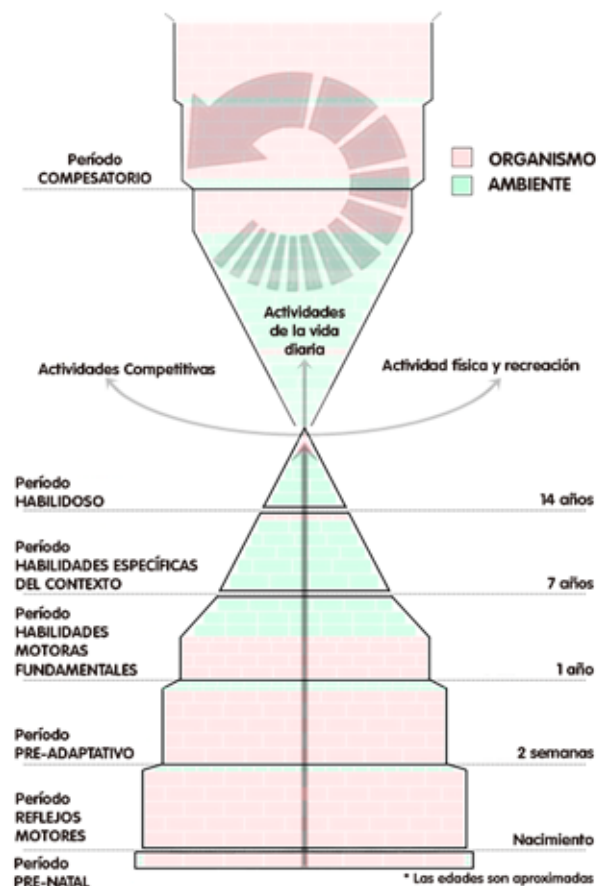 Período
COMPESATORIO
ORGANISMO
AMBIENTE
Actividades
de la vida
diaria
Actividades Competitivas
Actividad física y recreación
Período
HABILIDOSO
14 años
Período
HABILIDADES ESPECÍFICAS
DEL CONTEXTO
7 años
Período
HABILIDADES
MOTORAS
FUNDAMENTALES
1 año
Período
PRE-ADAPTATIVO
2 semanas
Período
REFLEJOS
MOTORES
Nacimiento
Período
PRE-NATAL
* Las edades son aproximadas